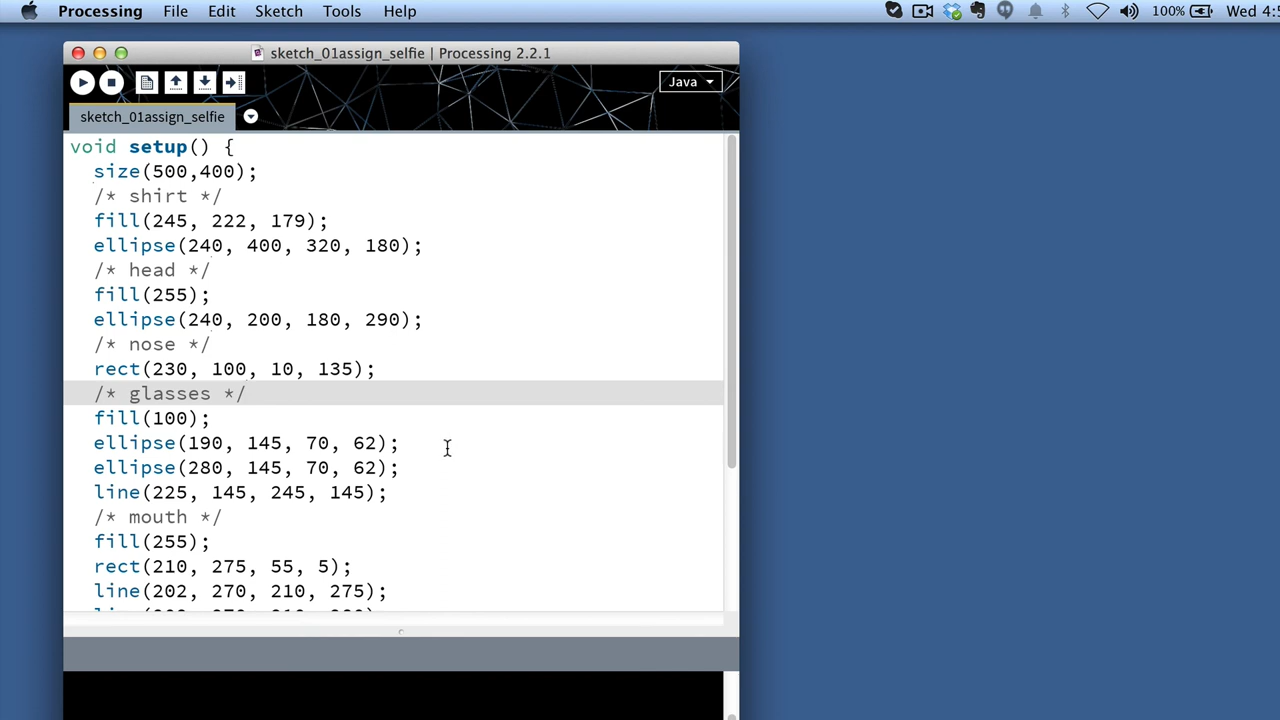 Processing File Edit Sketch Tools Help 100% Wed 4:5
sketch_01assign_selfie | Processing 2.2.1
Java
sketch_01assign_selfie
void setup() {
size(500,400);
/* shirt */
fill(245, 222, 179);
ellipse(240, 400, 320, 180);
/* head */
fill(255);
ellipse(240, 200, 180, 290);
/* nose */
rect(230, 100, 10, 135);
/* glasses */
fill(100);
ellipse(190, 145, 70, 62);
ellipse(280, 145, 70, 62);
line(225, 145, 245, 145);
/* mouth */
fill(255);
rect(210, 275, 55, 5);
line(202, 270, 210, 275);